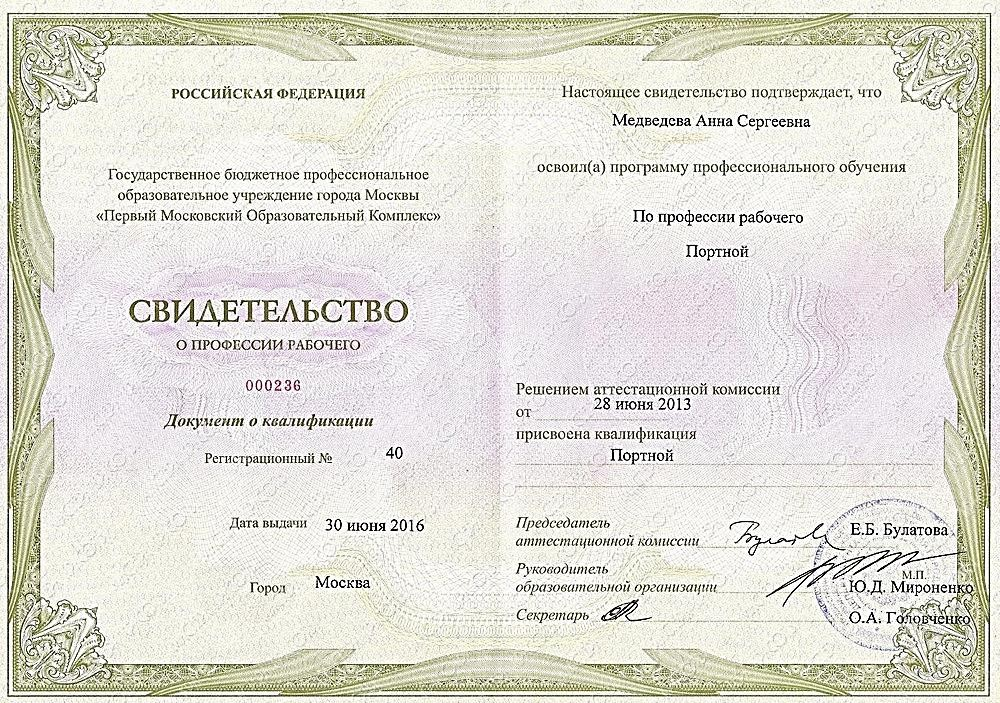 РОССИЙСКАЯ ФЕДЕРАЦИЯ
Государственное бюджетное профессиональное
образовательное учреждение города Москвы
«Первый Московский Образовательный Комплекс»
СВИДЕТЕЛЬСТВО
О ПРОФЕССИИ РАБОЧЕГО
000236
Документ о квалификации
Регистрационный № 40
Дата выдачи 30 июня 2016
Город Москва
Настоящее свидетельство подтверждает, что
Медведева Анна Сергеевна
освоил(а) программу профессионального обучения
По профессии рабочего
Портной
Решением аттестационной комиссии
от 28 июня 2013
присвоена квалификация
Портной
Председатель
аттестационной комиссии Е.Б. Булатова
Руководитель
М.П.
образовательной организации Ю.Д. Мироненко
Секретарь О.А. Головченко